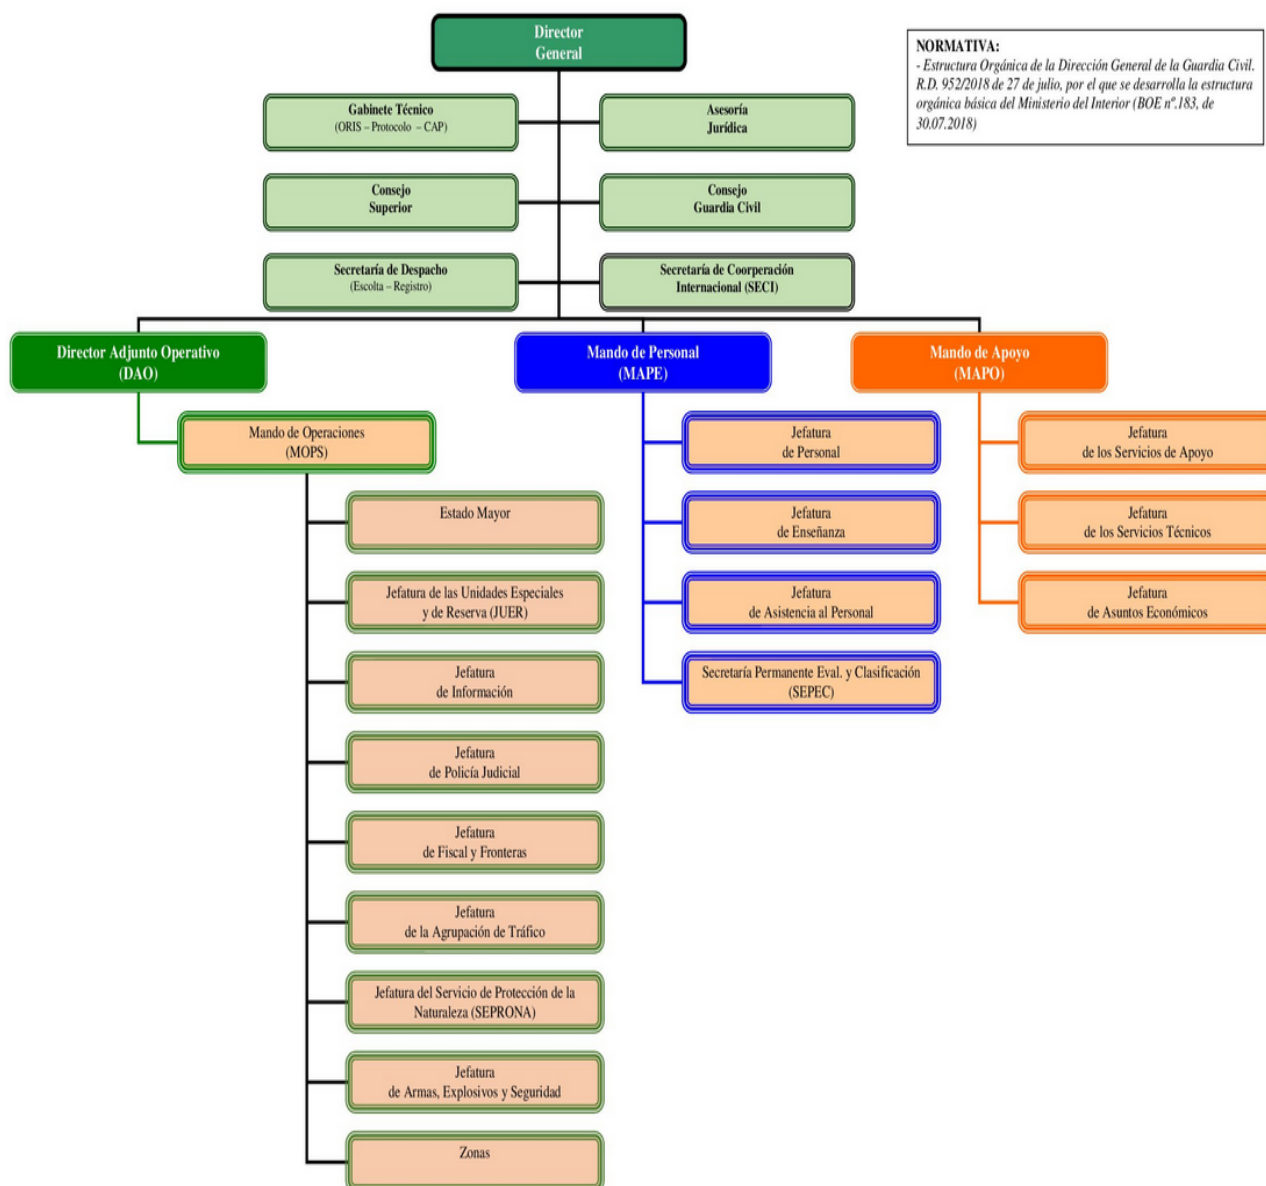 Director
General
NORMATIVA:
- Estructura Orgánica de la Dirección General de la Guardia Civil.
R.D. 952/2018 de 27 de julio, por el que se desarrolla la estructura
orgánica básica del Ministerio del Interior (BOE nº.183, de
30.07.2018)
Gabinete Técnico
(ORIS – Protocolo – CAP)
Asesoría
Jurídica
Consejo
Superior
Consejo
Guardia Civil
Secretaría de Despacho
(Escolta – Registro)
Secretaría de Coorperación
Internacional (SECI)
Director Adjunto Operativo
(DAO)
Mando de Personal
(MAPE)
Mando de Apoyo
(MAPO)
Mando de Operaciones
(MOPS)
Estado Mayor
Jefatura de las Unidades Especiales
y de Reserva (JUER)
Jefatura
de Información
Jefatura
de Policía Judicial
Jefatura
de Fiscal y Fronteras
Jefatura
de la Agrupación de Tráfico
Jefatura del Servicio de Protección de la
Naturaleza (SEPRONA)
Jefatura
de Armas, Explosivos y Seguridad
Zonas
Jefatura
de Personal
Jefatura
de Enseñanza
Jefatura
de Asistencia al Personal
Secretaría Permanente Eval. y Clasificación
(SEPEC)
Jefatura
de los Servicios de Apoyo
Jefatura
de los Servicios Técnicos
Jefatura
de Asuntos Económicos